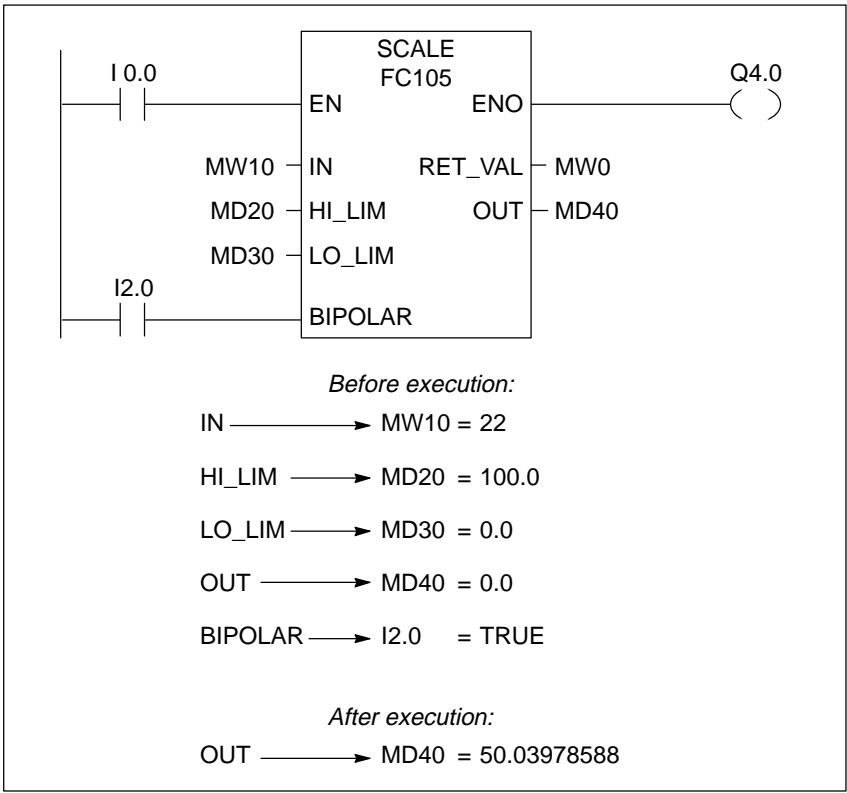 SCALE
FC105
I 0.0
Q4.0
EN ENO
MW10 IN RET_VAL MW0
MD20 HI_LIM OUT MD40
MD30 LO_LIM
I2.0
BIPOLAR
Before execution:
IN MW10 = 22
HI_LIM MD20 = 100.0
LO_LIM MD30 = 0.0
OUT MD40 = 0.0
BIPOLAR I2.0 = TRUE
After execution:
OUT MD40 = 50.03978588